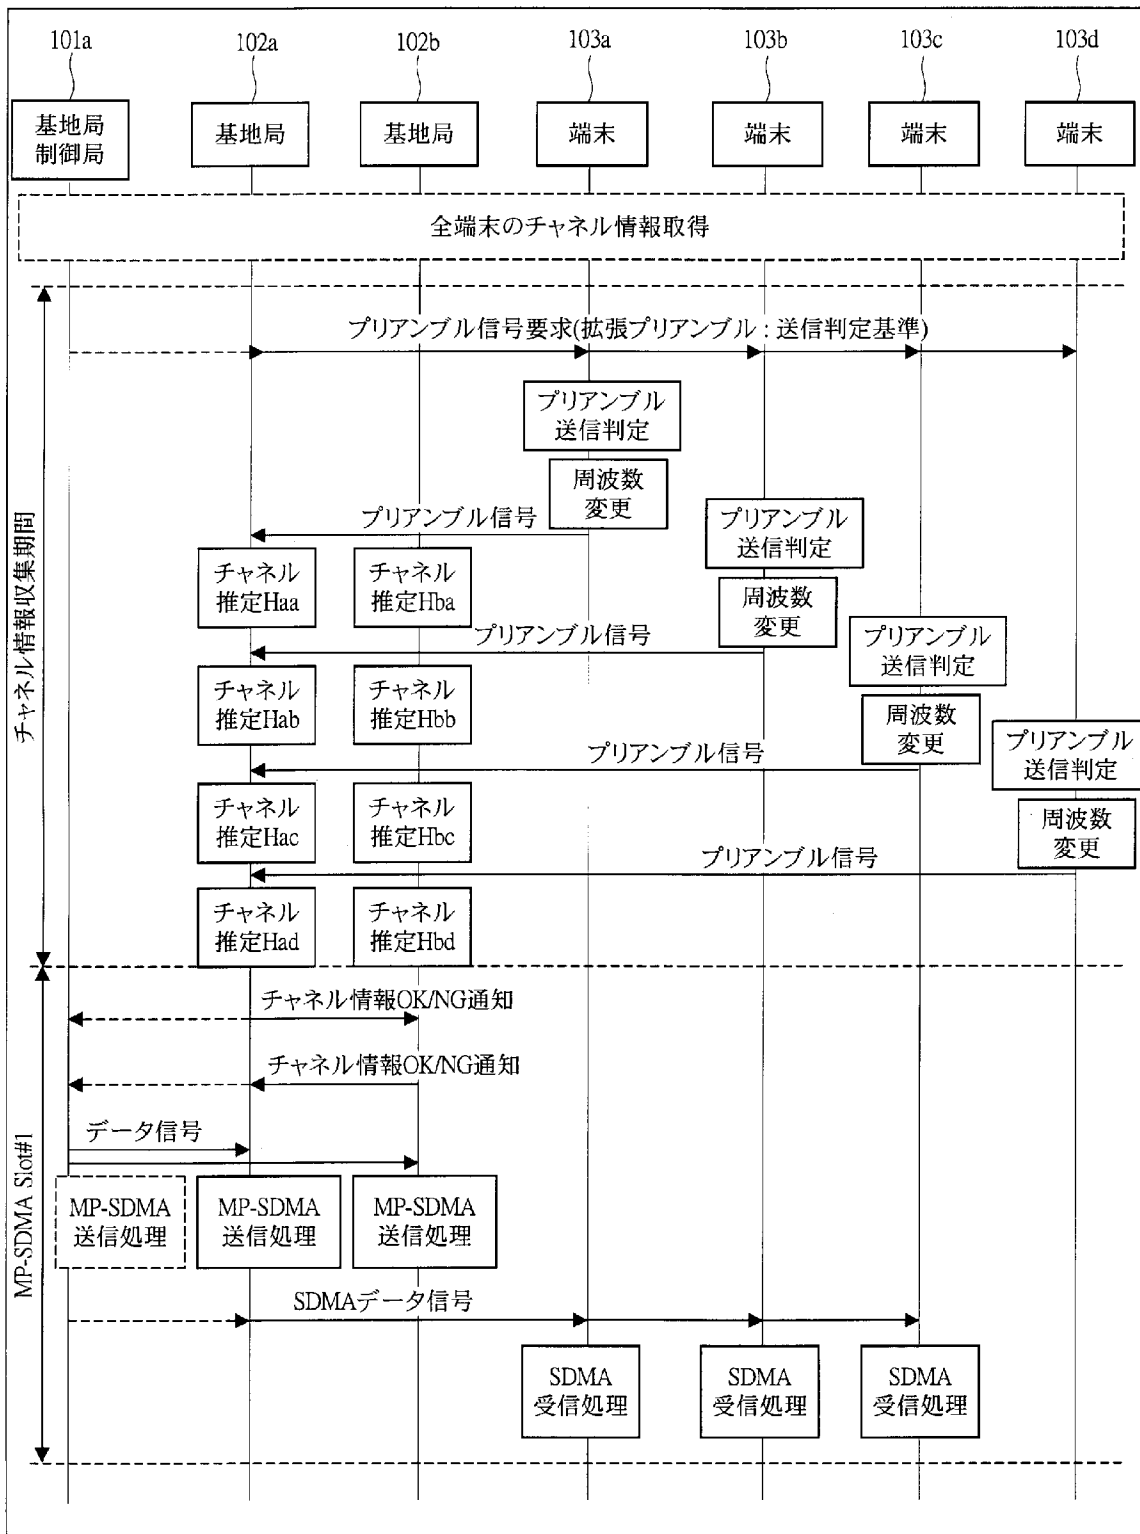 101a
102a
102b
103a
103b
103c
103d
基地局
制御局
基地局
基地局
端末
端末
端末
端末
全端末のチャネル情報取得
チャネル情報収集期間
プリアンブル信号要求(拡張プリアンブル : 送信判定基準)
プリアンブル
送信判定
周波数
変更
プリアンブル信号
プリアンブル
送信判定
チャネル
推定Haa
チャネル
推定Hba
周波数
変更
プリアンブル信号
プリアンブル
送信判定
チャネル
推定Hab
チャネル
推定Hbb
周波数
変更
プリアンブル信号
プリアンブル
送信判定
チャネル
推定Hac
チャネル
推定Hbc
周波数
変更
プリアンブル信号
チャネル
推定Had
チャネル
推定Hbd
MP-SDMA Slot#1
チャネル情報OK/NG通知
チャネル情報OK/NG通知
データ信号
MP-SDMA
送信処理
MP-SDMA
送信処理
MP-SDMA
送信処理
SDMAデータ信号
SDMA
受信処理
SDMA
受信処理
SDMA
受信処理